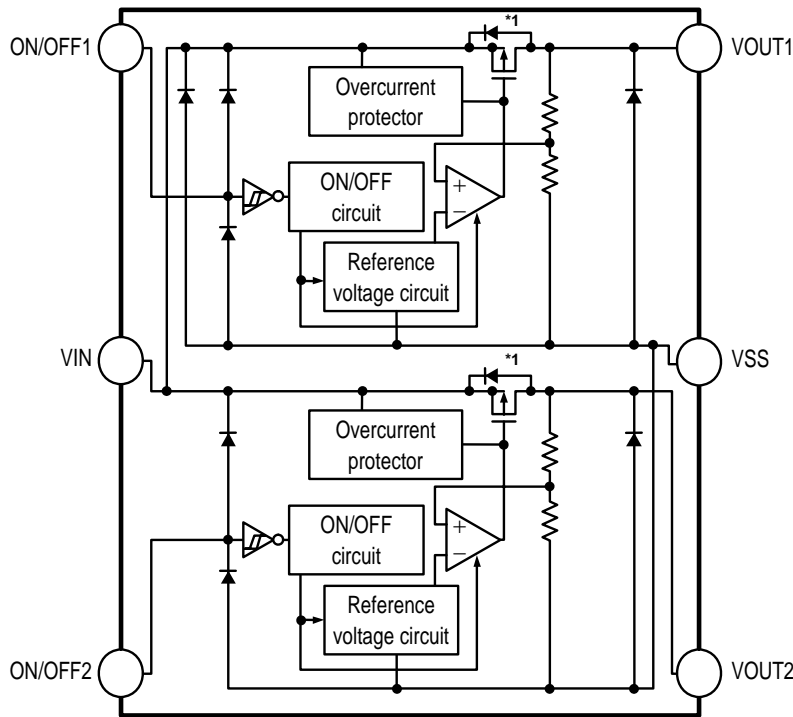 ON/OFF1
*1
VOUT1
Overcurrent
protector
ON/OFF
circuit
+
−
Reference
voltage circuit
VIN
VSS
*1
Overcurrent
protector
ON/OFF
circuit
+
−
Reference
voltage circuit
ON/OFF2
VOUT2